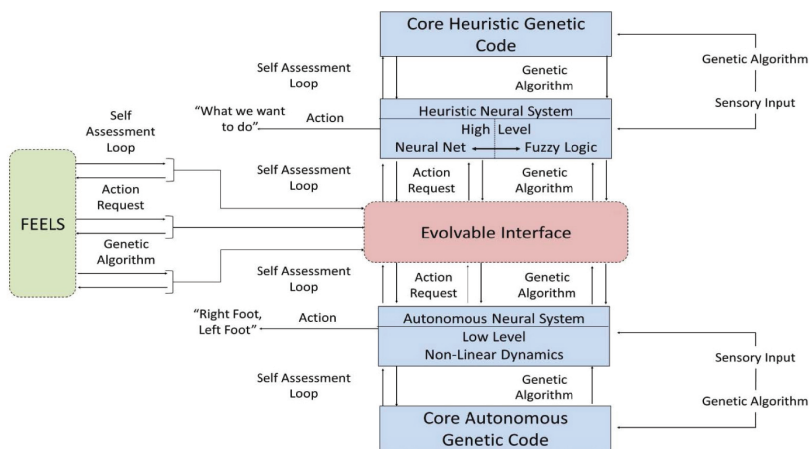 Core Heuristic Genetic
Code
Self Assessment
Loop
Genetic
Algorithm
Genetic Algorithm
Sensory Input
Heuristic Neural System
High Level
Neural Net
Fuzzy Logic
“What we want
to do”
Action
Self
Assessment
Loop
Action
Request
Genetic
Algorithm
FEELS
Self Assessment
Loop
Action
Request
Genetic
Algorithm
Evolvable Interface
Self Assessment
Loop
Action
Request
Genetic
Algorithm
“Right Foot,
Left Foot”
Action
Autonomous Neural System
Low Level
Non-Linear Dynamics
Sensory Input
Genetic Algorithm
Self Assessment
Loop
Genetic
Algorithm
Core Autonomous
Genetic Code